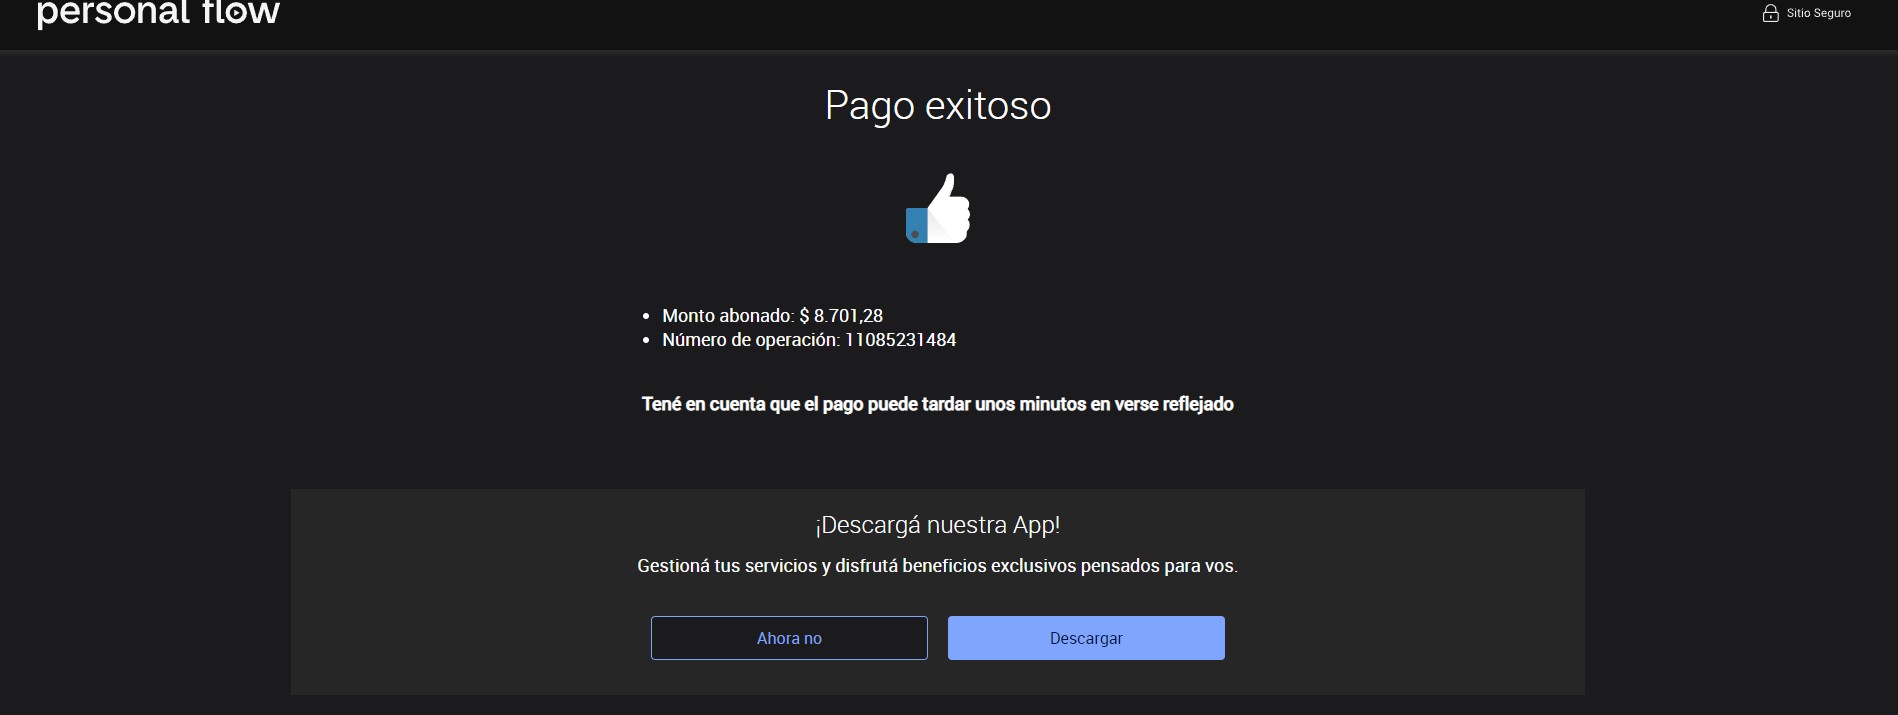 personal flow
Sitio Seguro
Pago exitoso
Monto abonado: $ 8.701,28
Número de operación: 11085231484
Tené en cuenta que el pago puede tardar unos minutos en verse reflejado
¡Descargá nuestra App!
Gestioná tus servicios y disfrutá beneficios exclusivos pensados para vos.
Ahora no
Descargar